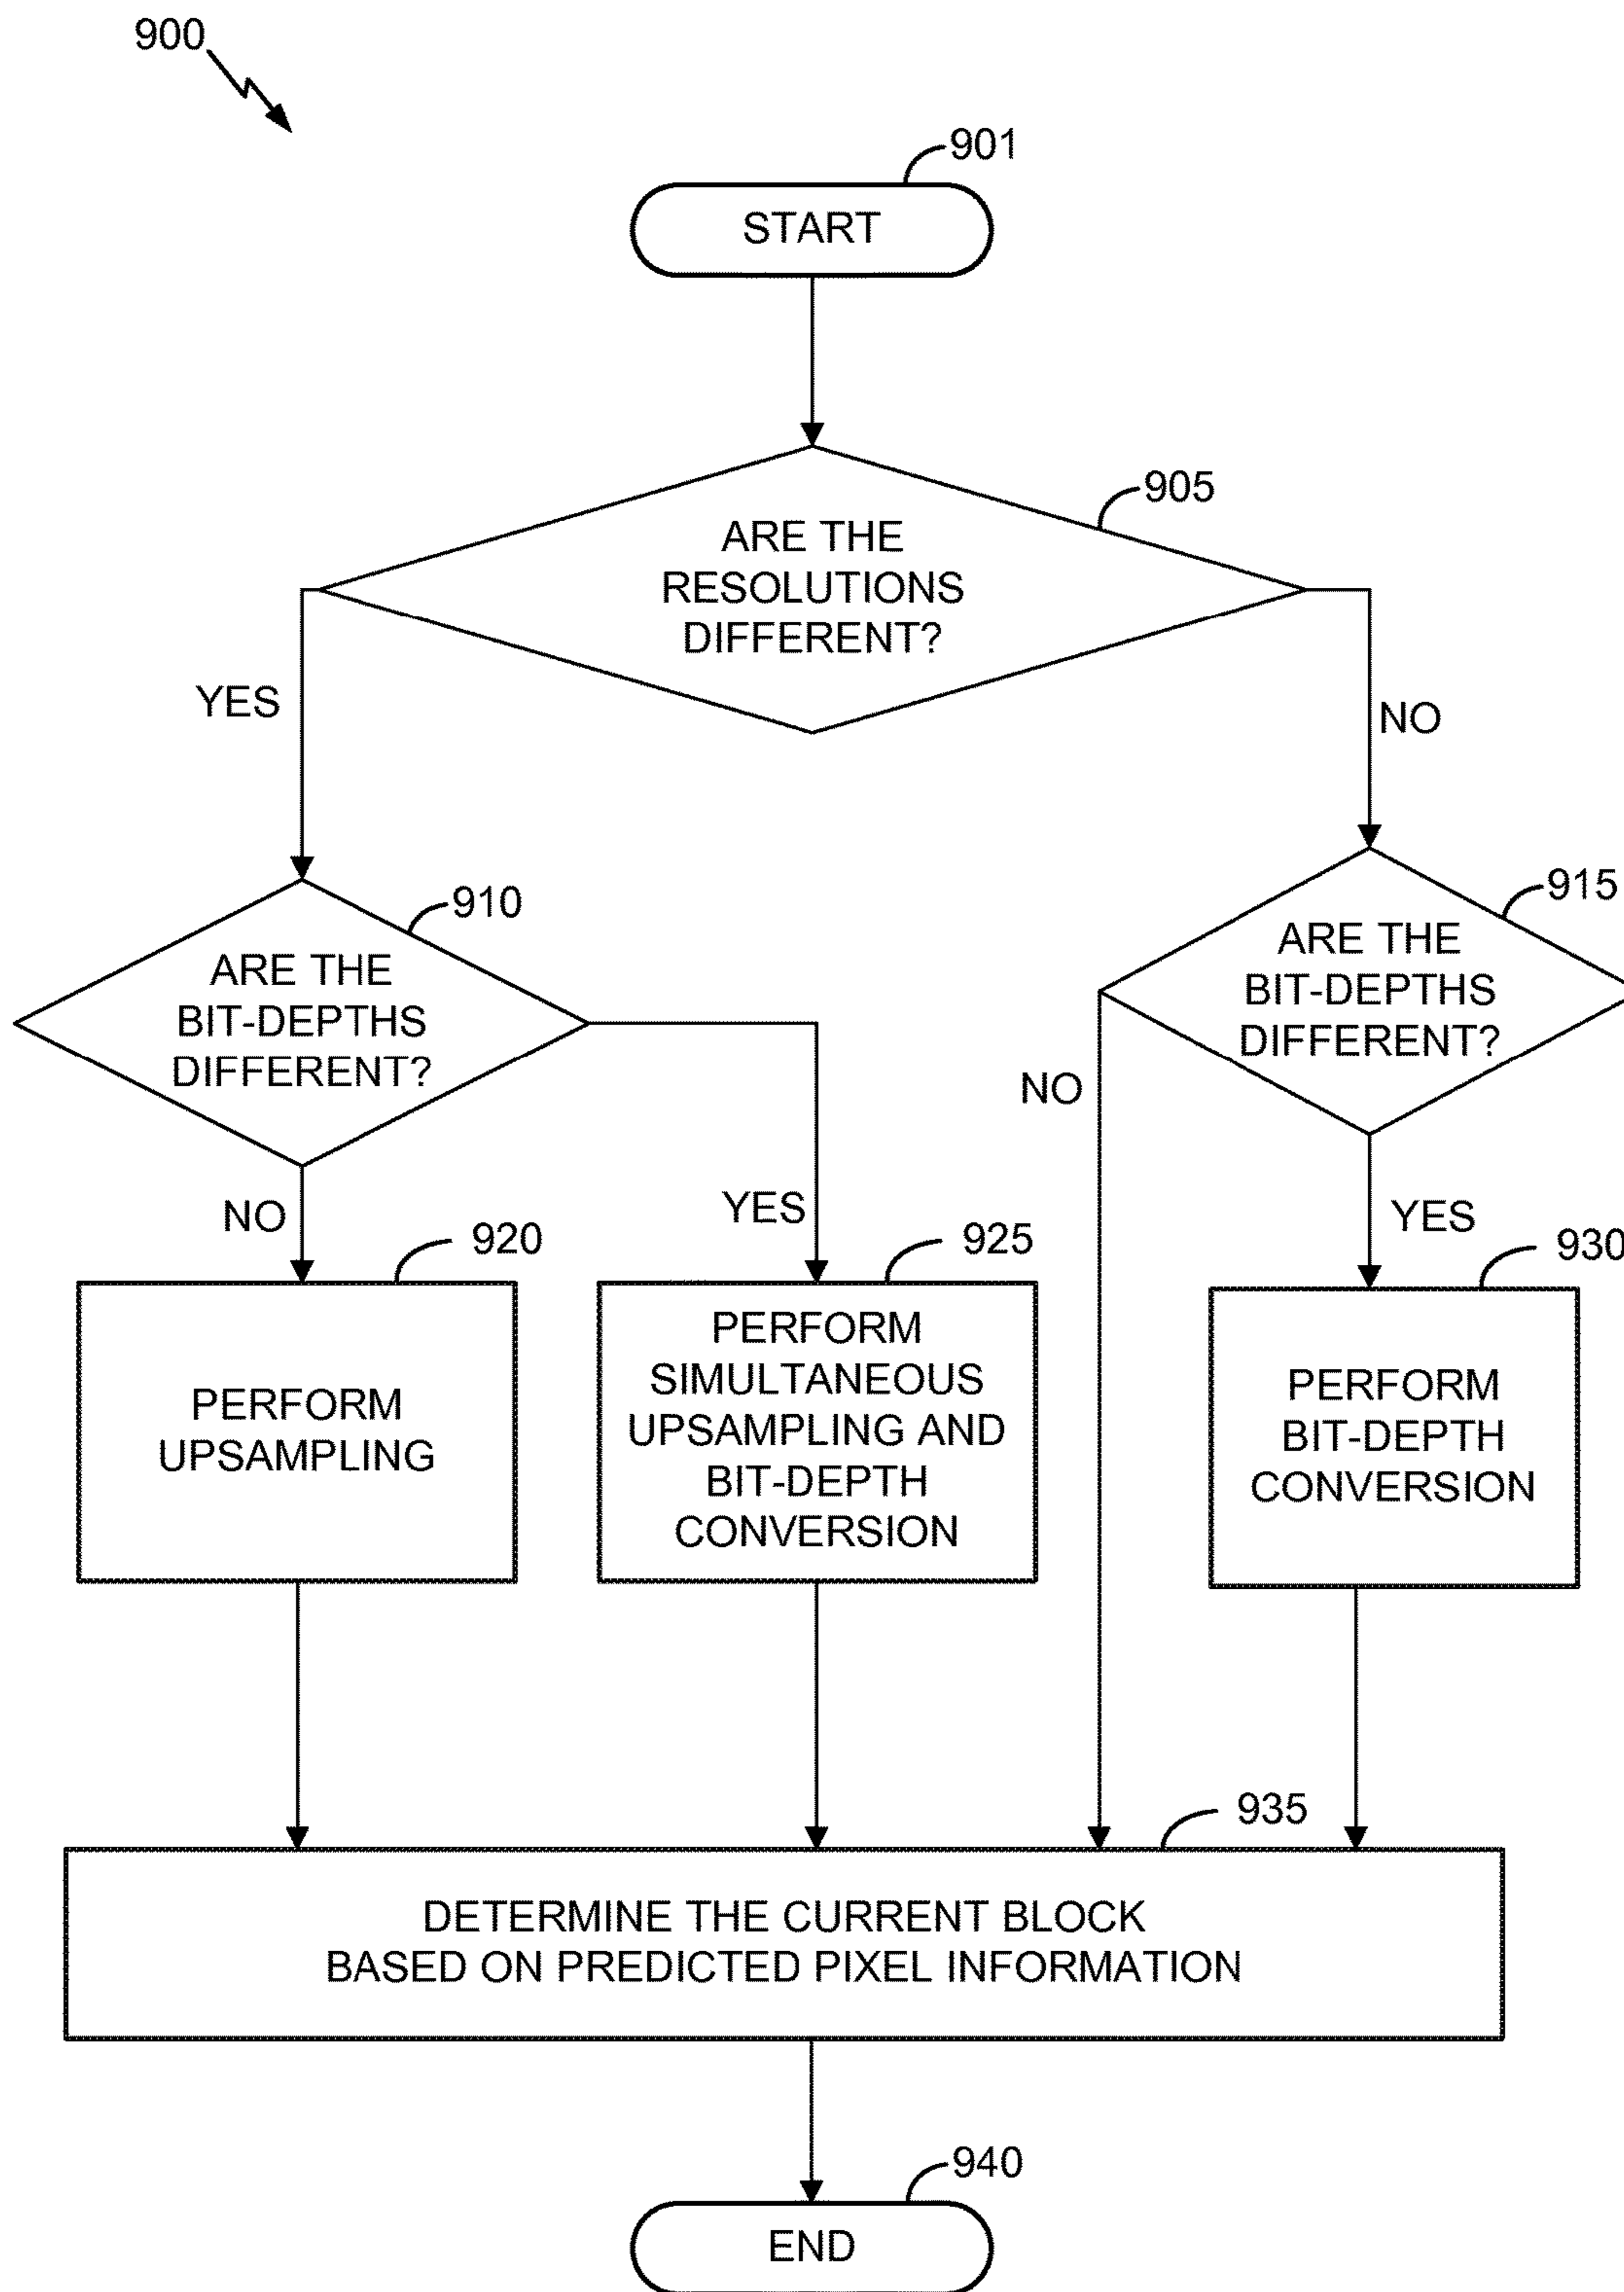 900
901
START
905
ARE THE
RESOLUTIONS
DIFFERENT?
YES
NO
910
ARE THE
BIT-DEPTHS
DIFFERENT?
915
ARE THE
BIT-DEPTHS
DIFFERENT?
NO
YES
NO
YES
920
PERFORM
UPSAMPLING
925
PERFORM
SIMULTANEOUS
UPSAMPLING AND
BIT-DEPTH
CONVERSION
930
PERFORM
BIT-DEPTH
CONVERSION
935
DETERMINE THE CURRENT BLOCK
BASED ON PREDICTED PIXEL INFORMATION
940
END